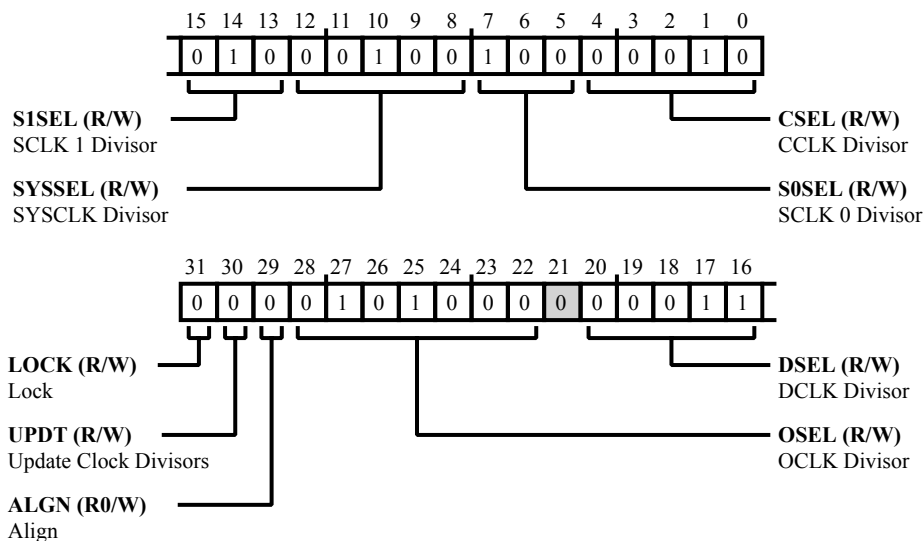 15 14 13 12 11 10 9 8 7 6 5 4 3 2 1 0
0 1 0 0 0 1 0 0 1 0 0 0 0 0 1 0
S1SEL (R/W)
SCLK 1 Divisor
CSEL (R/W)
CCLK Divisor
SYSSEL (R/W)
SYSCLK Divisor
S0SEL (R/W)
SCLK 0 Divisor
31 30 29 28 27 26 25 24 23 22 21 20 19 18 17 16
0 0 0 0 1 0 1 0 0 0 0 0 0 0 1 1
LOCK (R/W)
Lock
DSEL (R/W)
DCLK Divisor
UPDT (R/W)
Update Clock Divisors
OSEL (R/W)
OCLK Divisor
ALGN (R0/W)
Align